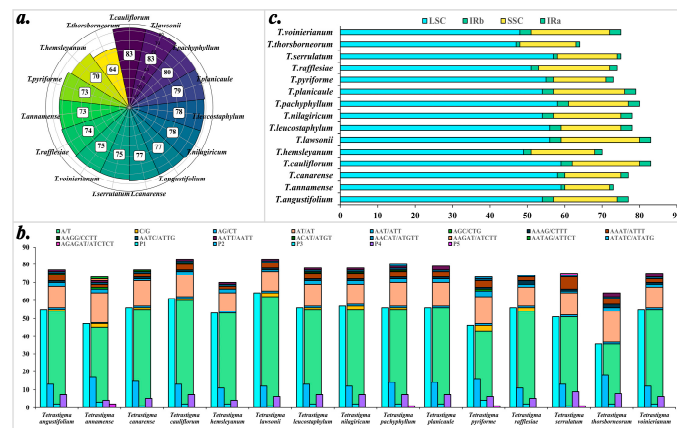 a.
T.cauliflorum
T.thorsborneorum
T.lawsonii
T.hemsleyanum
T.pachyphyllum
T.pyriforme
T.planicaule
T.annamense
T.leucostaphylum
T.rafflesiae
T.nilagiricum
T.voinierianum
T.angustifolium
T.serrulatum
T.canarense
83
83
80
79
78
78
77
77
75
75
74
73
73
70
64
c.
LSC IRb SSC IRa
T.voinierianum
T.thorsborneorum
T.serrulatum
T.rafflesiae
T.pyriforme
T.planicaule
T.pachyphyllum
T.nilagiricum
T.leucostaphylum
T.lawsonii
T.hemsleyanum
T.cauliflorum
T.canarense
T.annamense
T.angustifolium
0 10 20 30 40 50 60 70 80
b.
A/T C/G AG/CT AT/AT AAT/ATT AGC/CTG AAAG/CTTT AAAT/ATTT
AAGG/CCTT AATC/ATTG AATT/AATT ACAT/ATGT AACAT/ATGTT AAGAT/ATCTT AATAG/ATTCT ATATC/ATATG
AGAGAT/ATCTCT P1 P2 P3 P4 P5
90
80
70
60
50
40
30
20
10
0
Tetrastigma angustifolium
Tetrastigma annamense
Tetrastigma canarense
Tetrastigma cauliflorum
Tetrastigma hemsleyanum
Tetrastigma lawsonii
Tetrastigma leucostaphylum
Tetrastigma nilagiricum
Tetrastigma pachyphyllum
Tetrastigma planicaule
Tetrastigma pyriforme
Tetrastigma rafflesiae
Tetrastigma serrulatum
Tetrastigma thorsborneorum
Tetrastigma voinierianum